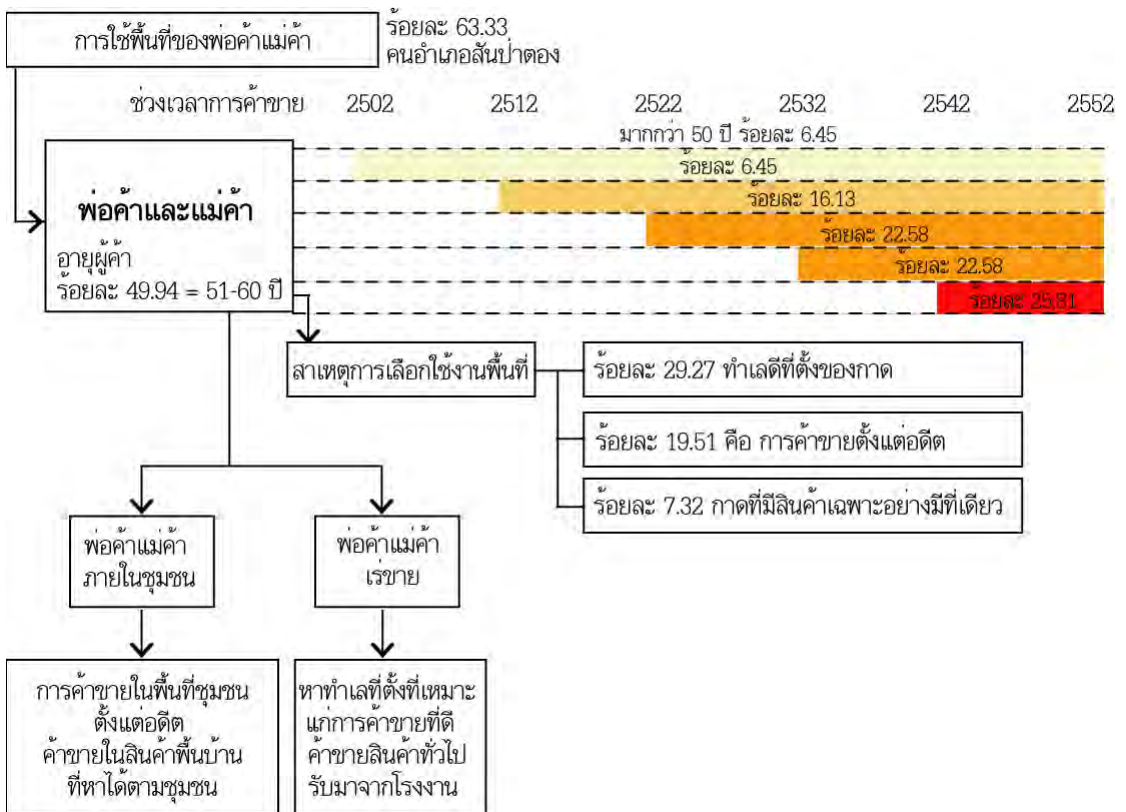 การใช้พื้นที่ของพ่อค้าแม่ค้า
ร้อยละ 63.33
คนอำเภอสันป่าตอง
ช่วงเวลาการค้าขาย 2502 2512 2522 2532 2542 2552
มากกว่า 50 ปี ร้อยละ 6.45
ร้อยละ 6.45
ร้อยละ 16.13
ร้อยละ 22.58
ร้อยละ 22.58
ร้อยละ 25.81
พ่อค้าและแม่ค้า
อายุผู้ค้า
ร้อยละ 49.94 = 51-60 ปี
สาเหตุการเลือกใช้งานพื้นที่
ร้อยละ 29.27 ทำเลดีที่ตั้งของกาด
ร้อยละ 19.51 คือ การค้าขายตั้งแต่อดีต
ร้อยละ 7.32 กาดที่มีสินค้าเฉพาะอย่างมีที่เดียว
พ่อค้าแม่ค้า
ภายในชุมชน
พ่อค้าแม่ค้า
เร่ขาย
การค้าขายในพื้นที่ชุมชน
ตั้งแต่อดีต
ค้าขายในสินค้าพื้นบ้าน
ที่หาได้ตามชุมชน
หาทำเลที่ตั้งที่เหมาะ
แก่การค้าขายที่ดี
ค้าขายสินค้าทั่วไป
รับมาจากโรงงาน